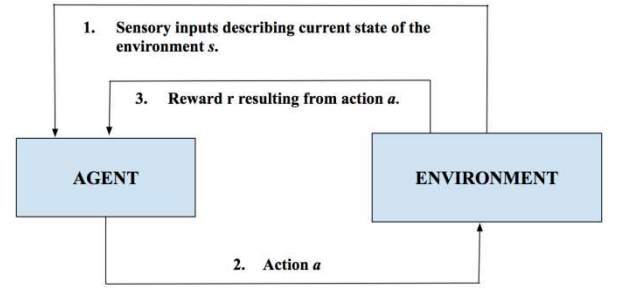 1. Sensory inputs describing current state of the
environment s.
3. Reward r resulting from action a.
AGENT
ENVIRONMENT
2. Action a